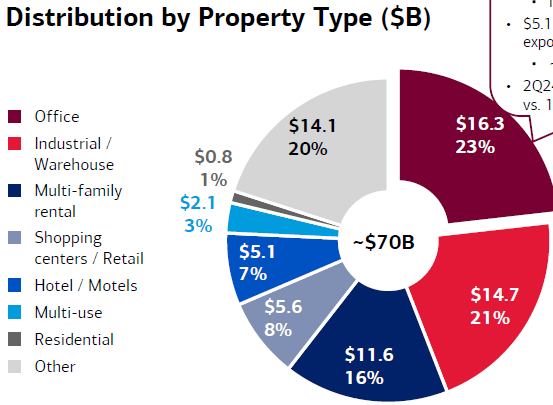 Distribution by Property Type ($B)
• $5.1
expo
• 2Q24
vs. 1
Office
Industrial /
Warehouse
Multi-family
rental
Shopping
centers / Retail
Hotel / Motels
Multi-use
Residential
Other
$16.3
23%
$14.7
21%
$11.6
16%
$5.6
8%
$5.1
7%
$2.1
3%
$0.8
1%
$14.1
20%
~$70B